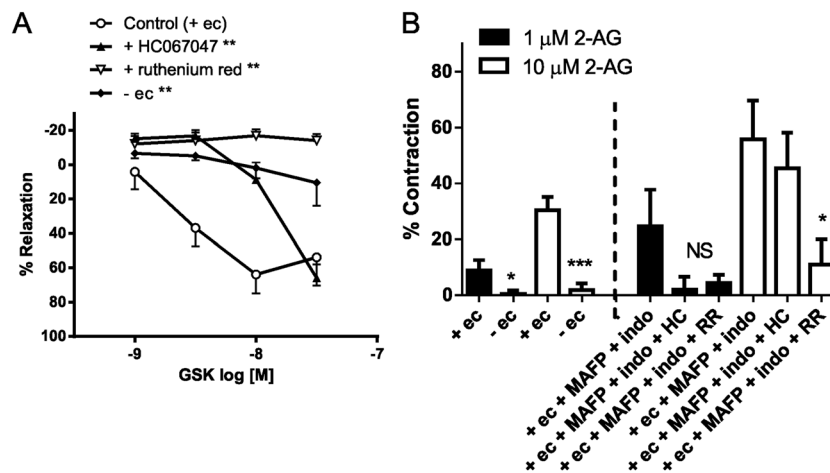 A
Control (+ ec)
+ HC067047 **
+ ruthenium red **
- ec **
-20
0
20
40
60
80
100
% Relaxation
-9
-8
-7
GSK log [M]
B
1 μM 2-AG
10 μM 2-AG
80
60
40
20
0
% Contraction
*
***
NS
*
+ ec
- ec
+ ec
- ec
+ ec + MAFP + indo
+ ec + MAFP + indo + HC
+ ec + MAFP + indo + RR
+ ec + MAFP + indo
+ ec + MAFP + indo + HC
+ ec + MAFP + indo + RR